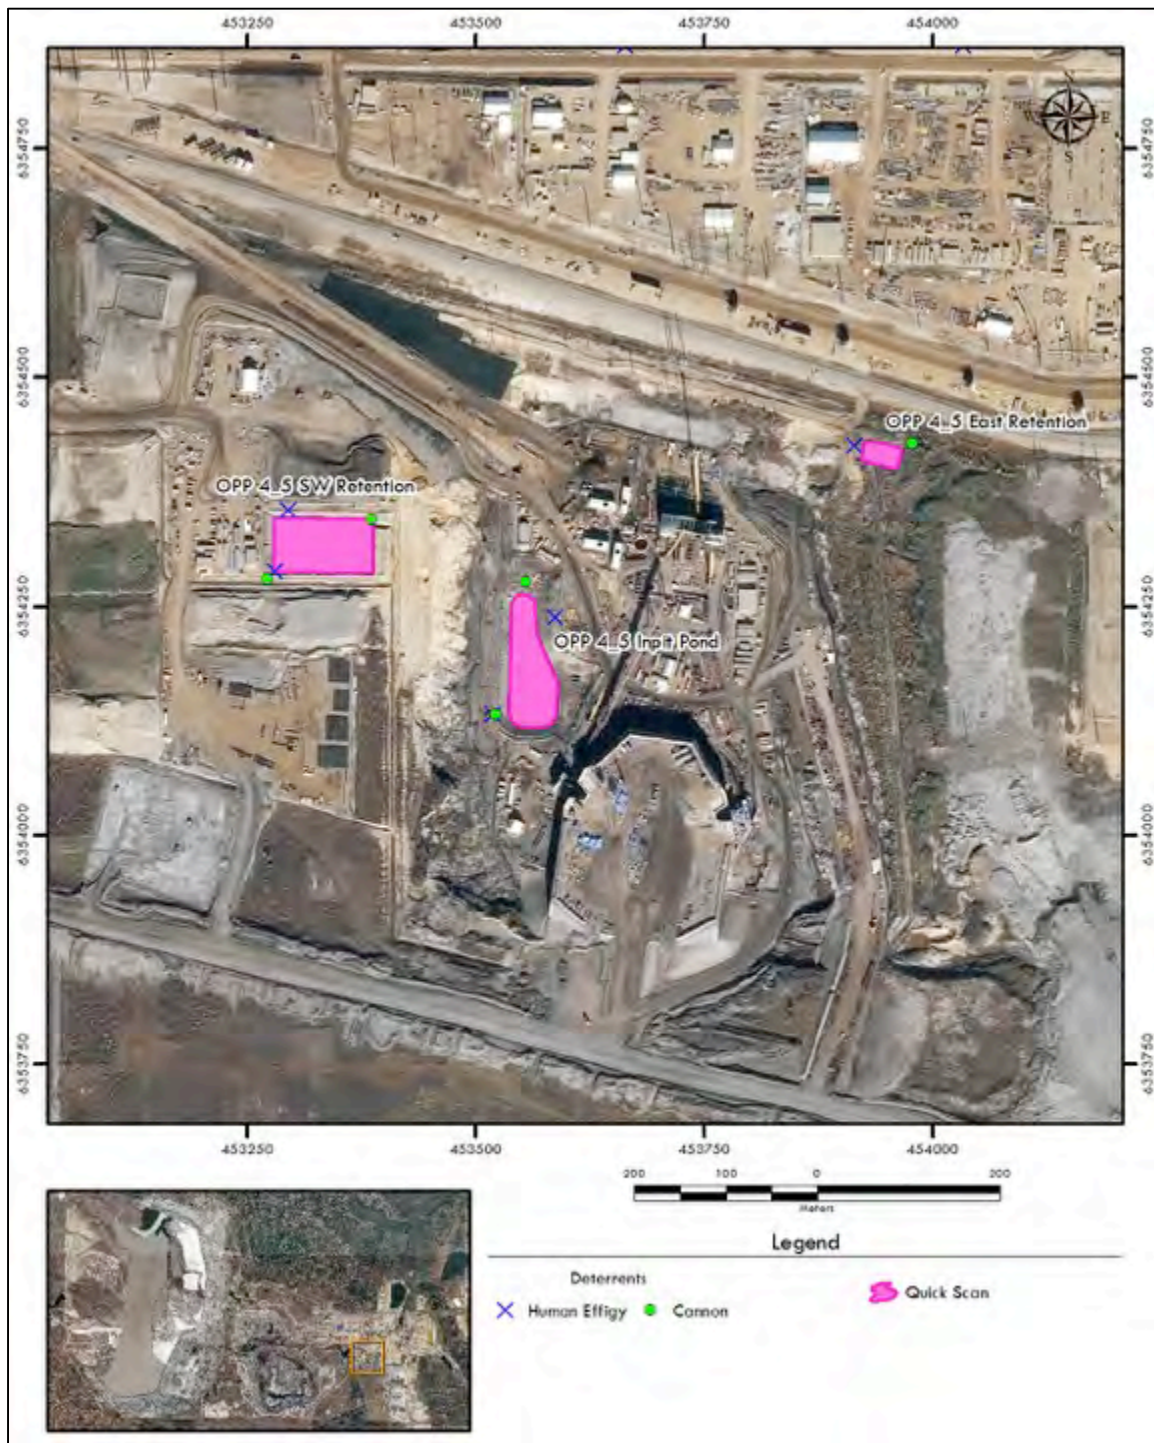 453250 453500 453750 454000
N
W E
S
6354750 6354750
6354500 6354500
OPP 4_5 East Retention
OPP 4_5 SW Retention
6354250 6354250
OPP 4_5 Inpit Pond
6354000 6354000
6353750 6353750
453250 453500 453750 454000
200 100 0 200
Meters
Legend
Deterrents
Human Effigy Cannon Quick Scan